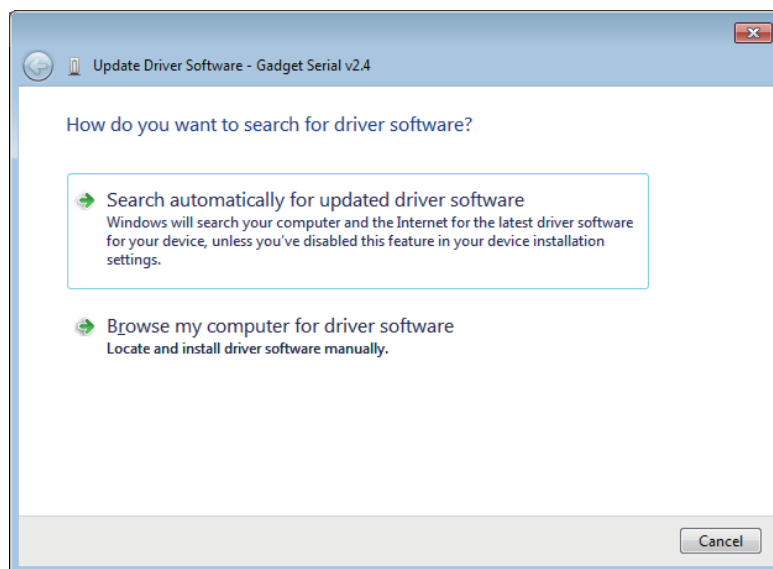 Update Driver Software - Gadget Serial v2.4
How do you want to search for driver software?
Search automatically for updated driver software
Windows will search your computer and the Internet for the latest driver software
for your device, unless you've disabled this feature in your device installation
settings.
Browse my computer for driver software
Locate and install driver software manually.
Cancel